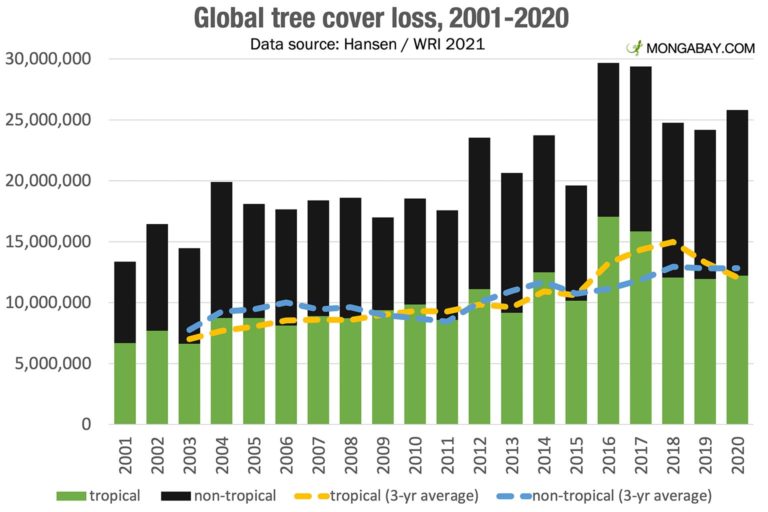 Global tree cover loss, 2001-2020
Data source: Hansen / WRI 2021
MONGABAY.COM
30,000,000
25,000,000
20,000,000
15,000,000
10,000,000
5,000,000
0
2001 2002 2003 2004 2005 2006 2007 2008 2009 2010 2011 2012 2013 2014 2015 2016 2017 2018 2019 2020
tropical non-tropical tropical (3-yr average) non-tropical (3-yr average)